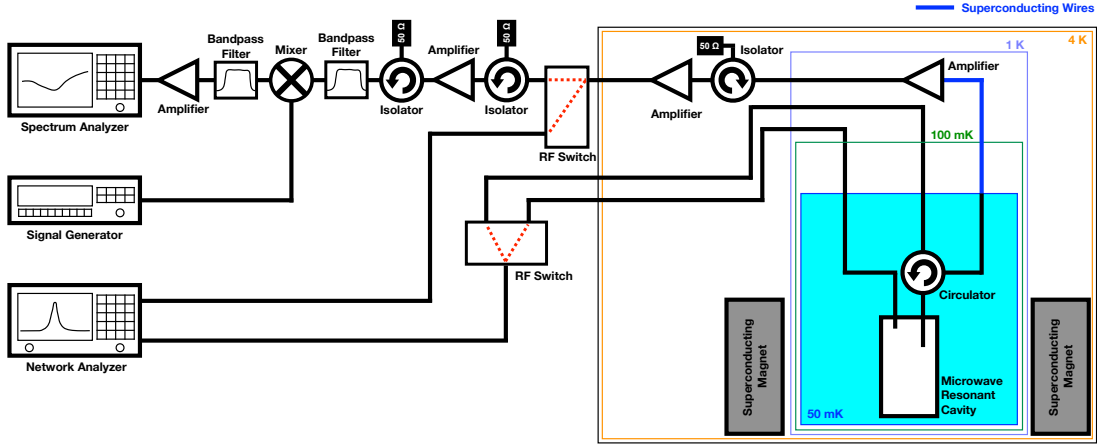 Superconducting Wires
4 K
1 K
50 Ω
50 Ω
Bandpass
Filter
Mixer
Bandpass
Filter
Amplifier
50 Ω
Isolator
Amplifier
Amplifier
Isolator
Isolator
Amplifier
Spectrum Analyzer
RF Switch
100 mK
Signal Generator
RF Switch
Circulator
Network Analyzer
Superconducting
Magnet
Superconducting
Magnet
Microwave
Resonant
Cavity
50 mK